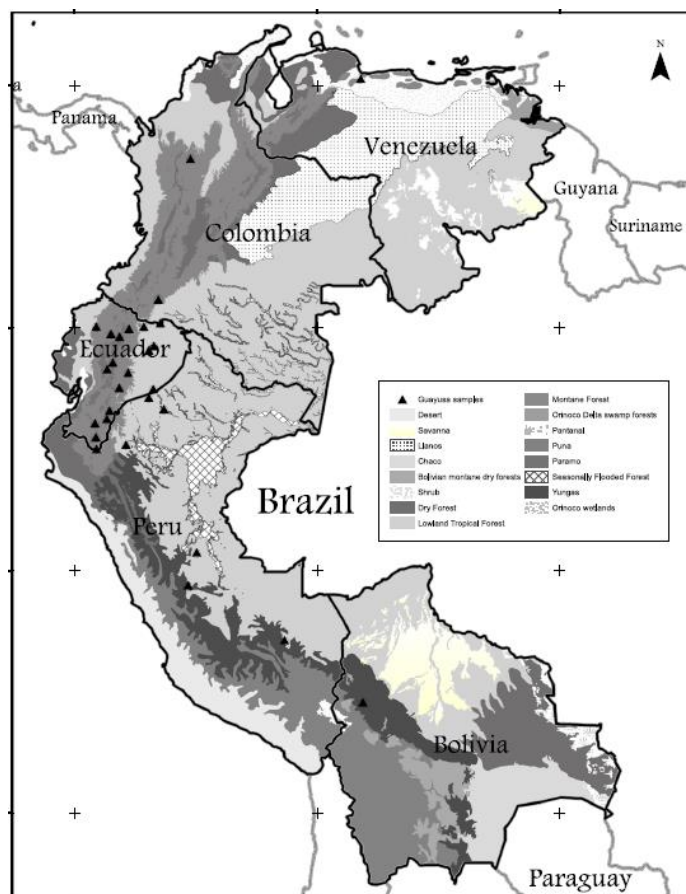 N
a
Panama
Venezuela
Guyana
Suriname
Colombia
Ecuador
Guayusa samples
Desert
Savanna
Llanos
Chaco
Bolivian montane dry forests
Shrub
Dry Forest
Lowland Tropical Forest
Montane Forest
Orinoco Delta swamp forests
Pantanal
Puna
Paramo
Seasonally Flooded Forest
Yungas
Orinoco wetlands
Brazil
Peru
Bolivia
Paraguay